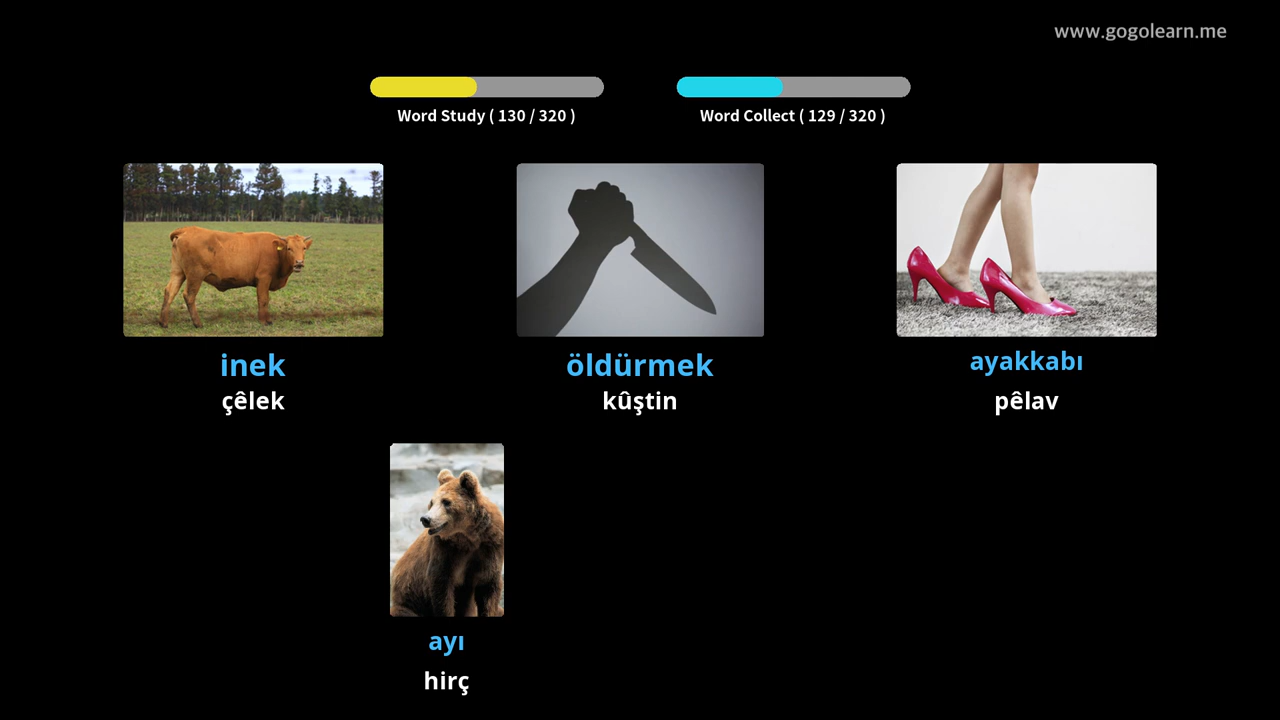 www.gogolearn.me
Word Study ( 130 / 320 )
Word Collect ( 129 / 320 )
inek
çêlek
öldürmek
kûştin
ayakkabı
pêlav
ayı
hirç